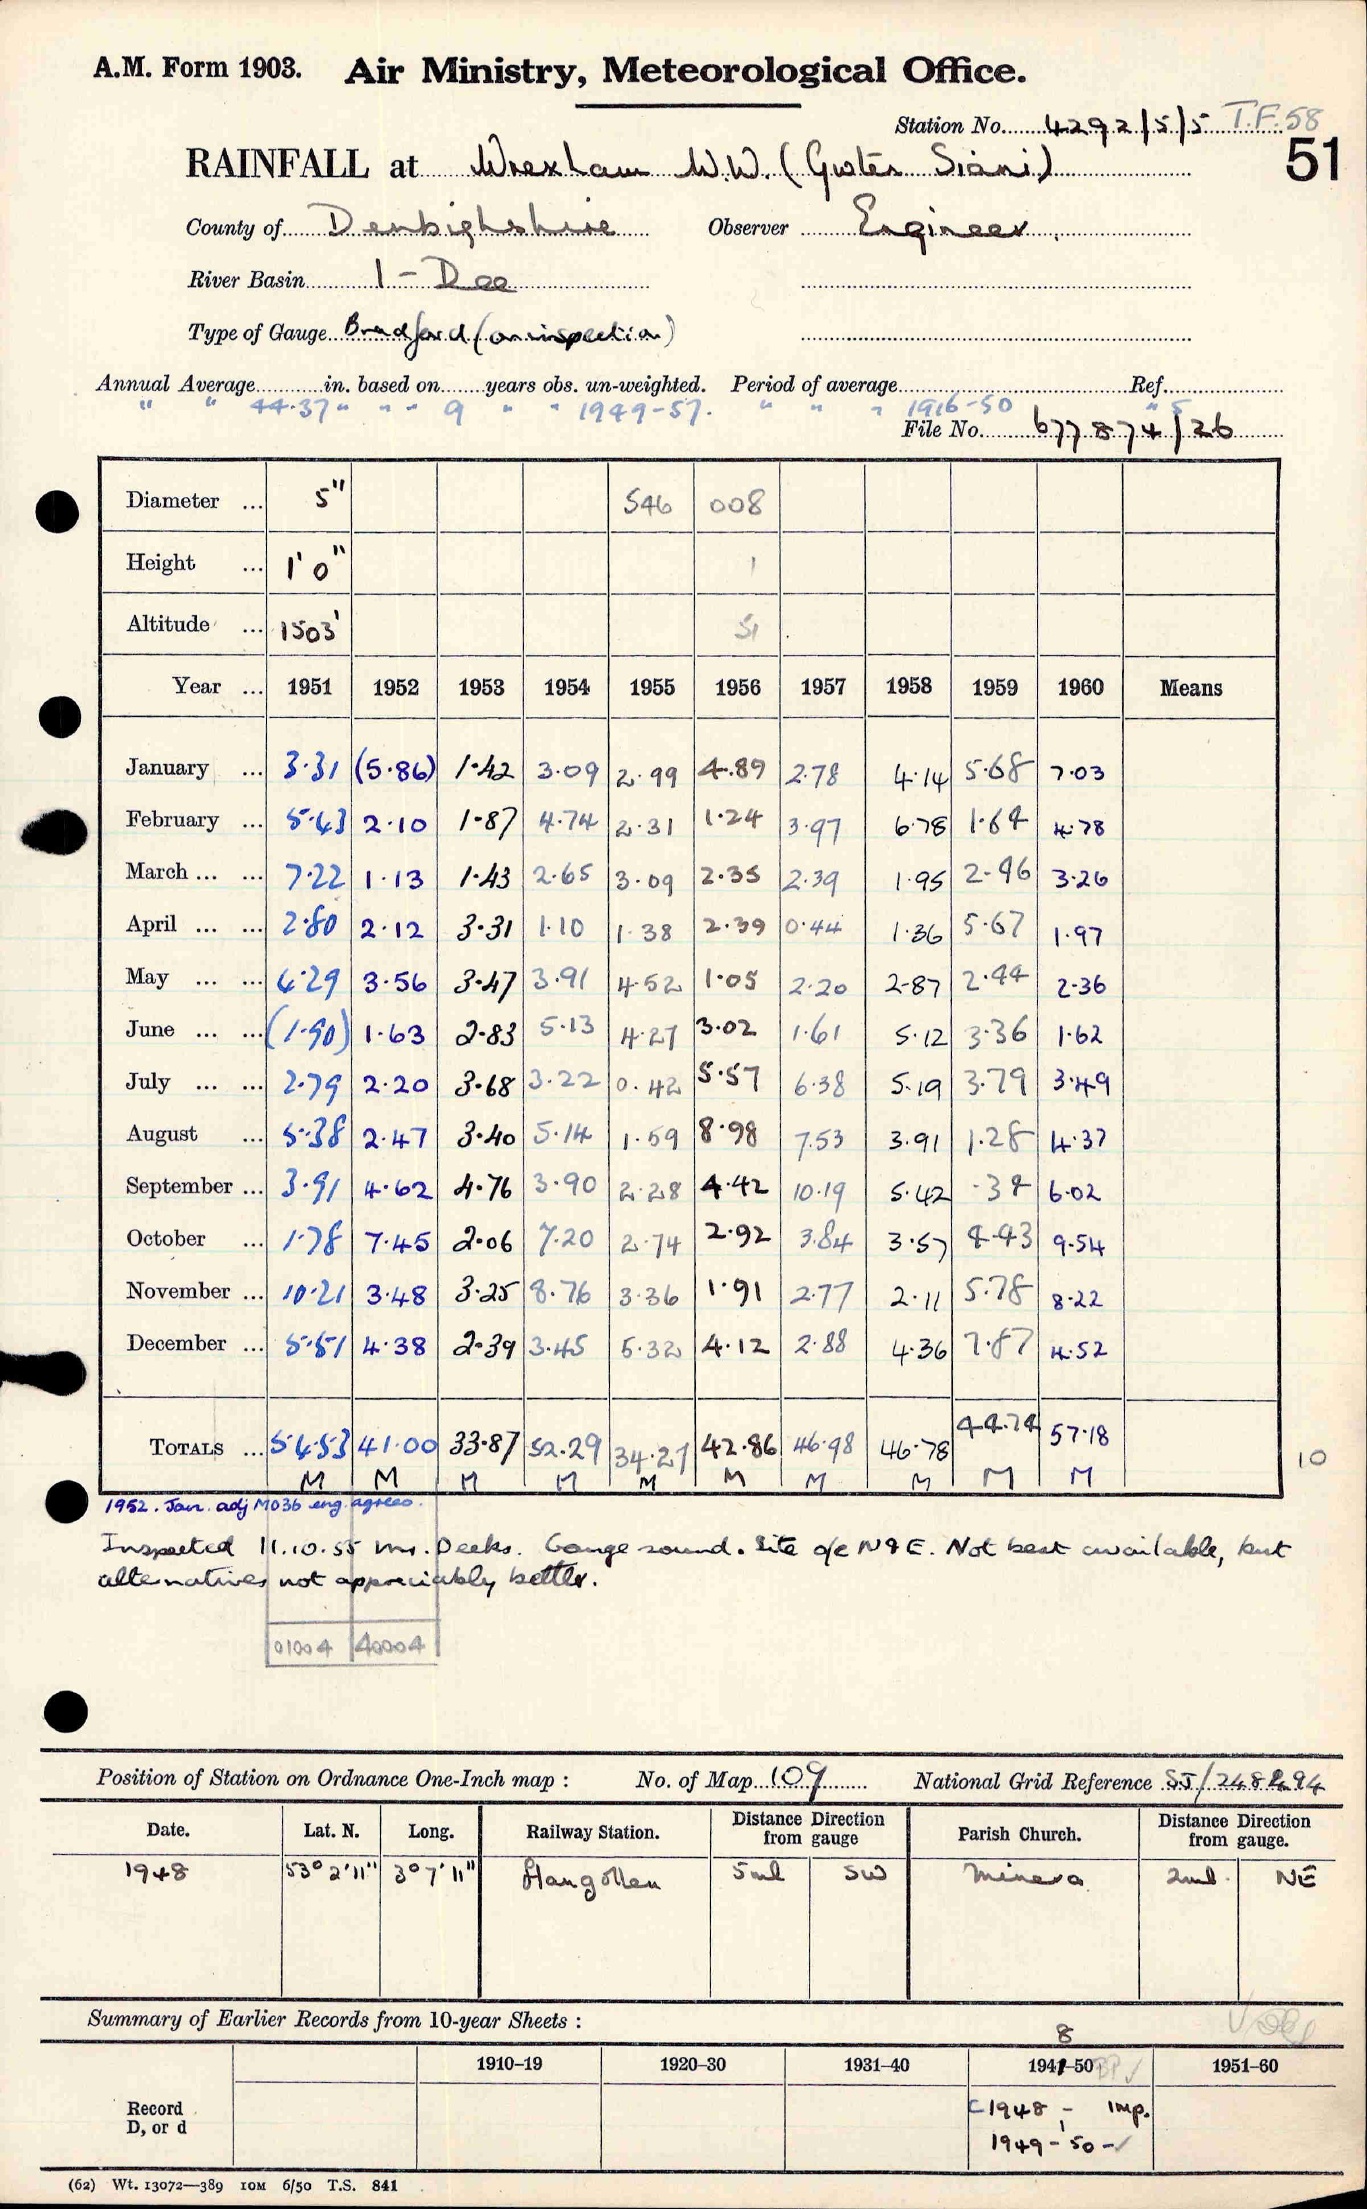 A.M. Form 1903. Air Ministry, Meteorological Office.
Station No. 4292/5/5 T.F.58
51
RAINFALL at Wrexham W.W. (Gwter Siani)
County of Denbighshire Observer Engineer
River Basin 1 - Dee
Type of Gauge Bradford (on inspection)
Annual Average in. based on years obs. un-weighted. Period of average Ref.
" " 44.37 " " " 9 " " 1949-57. " " " 1916-50 " 5
File No. 677874/26
Diameter ... 5" 546 008
Height ... 1' 0" 1
Altitude ... 1503' 51
Year ... 1951 1952 1953 1954 1955 1956 1957 1958 1959 1960 Means
January ... 3.31 (5.86) 1.42 3.09 2.99 4.89 2.78 4.14 5.68 7.03
February ... 5.43 2.10 1.87 4.74 2.31 1.24 3.97 6.78 1.64 4.78
March ... ... 7.22 1.13 1.43 2.65 3.09 2.35 2.39 1.95 2.96 3.26
April ... ... 2.80 2.12 3.31 1.10 1.38 2.39 0.44 1.36 5.67 1.97
May ... ... 4.29 3.56 3.47 3.91 4.52 1.05 2.20 2.87 2.44 2.36
June ... ... (1.90) 1.63 2.83 5.13 4.27 3.02 1.61 5.12 3.36 1.62
July ... ... 2.79 2.20 3.68 3.22 0.42 5.57 6.38 5.19 3.79 3.49
August ... 5.38 2.47 3.40 5.14 1.59 8.98 7.53 3.91 1.28 4.37
September ... 3.91 4.62 4.76 3.90 2.28 4.42 10.19 5.42 .34 6.02
October ... 1.78 7.45 2.06 7.20 2.74 2.92 3.84 3.57 4.43 9.54
November ... 10.21 3.48 3.25 8.76 3.36 1.91 2.77 2.11 5.78 8.22
December ... 5.51 4.38 2.39 3.45 5.32 4.12 2.88 4.36 7.87 4.52
TOTALS ... 54.53 41.00 33.87 52.29 34.27 42.86 46.98 46.78 44.74 57.18
M M M M M M M M M M
10
1952. Jan. adj MO3b eng. agrees.
Inspected 11.10.55 Mr. Deeks. Gauge sound. Site o/e N & E. Not best available, but
alternatives not appreciably better.
01004 40004
Position of Station on Ordnance One-Inch map : No. of Map 109 National Grid Reference SJ/248494
Date. Lat. N. Long. Railway Station. Distance Direction from gauge Parish Church. Distance Direction from gauge.
1948 53° 2' 11" 3° 7' 11" Llangollen 5ml SW Minera 2ml. NE
Summary of Earlier Records from 10-year Sheets :
8
1910-19 1920-30 1931-40 1941-50 1951-60
Record
D, or d
C1948 - Imp.
1949-50-✓
(62) Wt. 13072—389 10M 6/50 T.S. 841